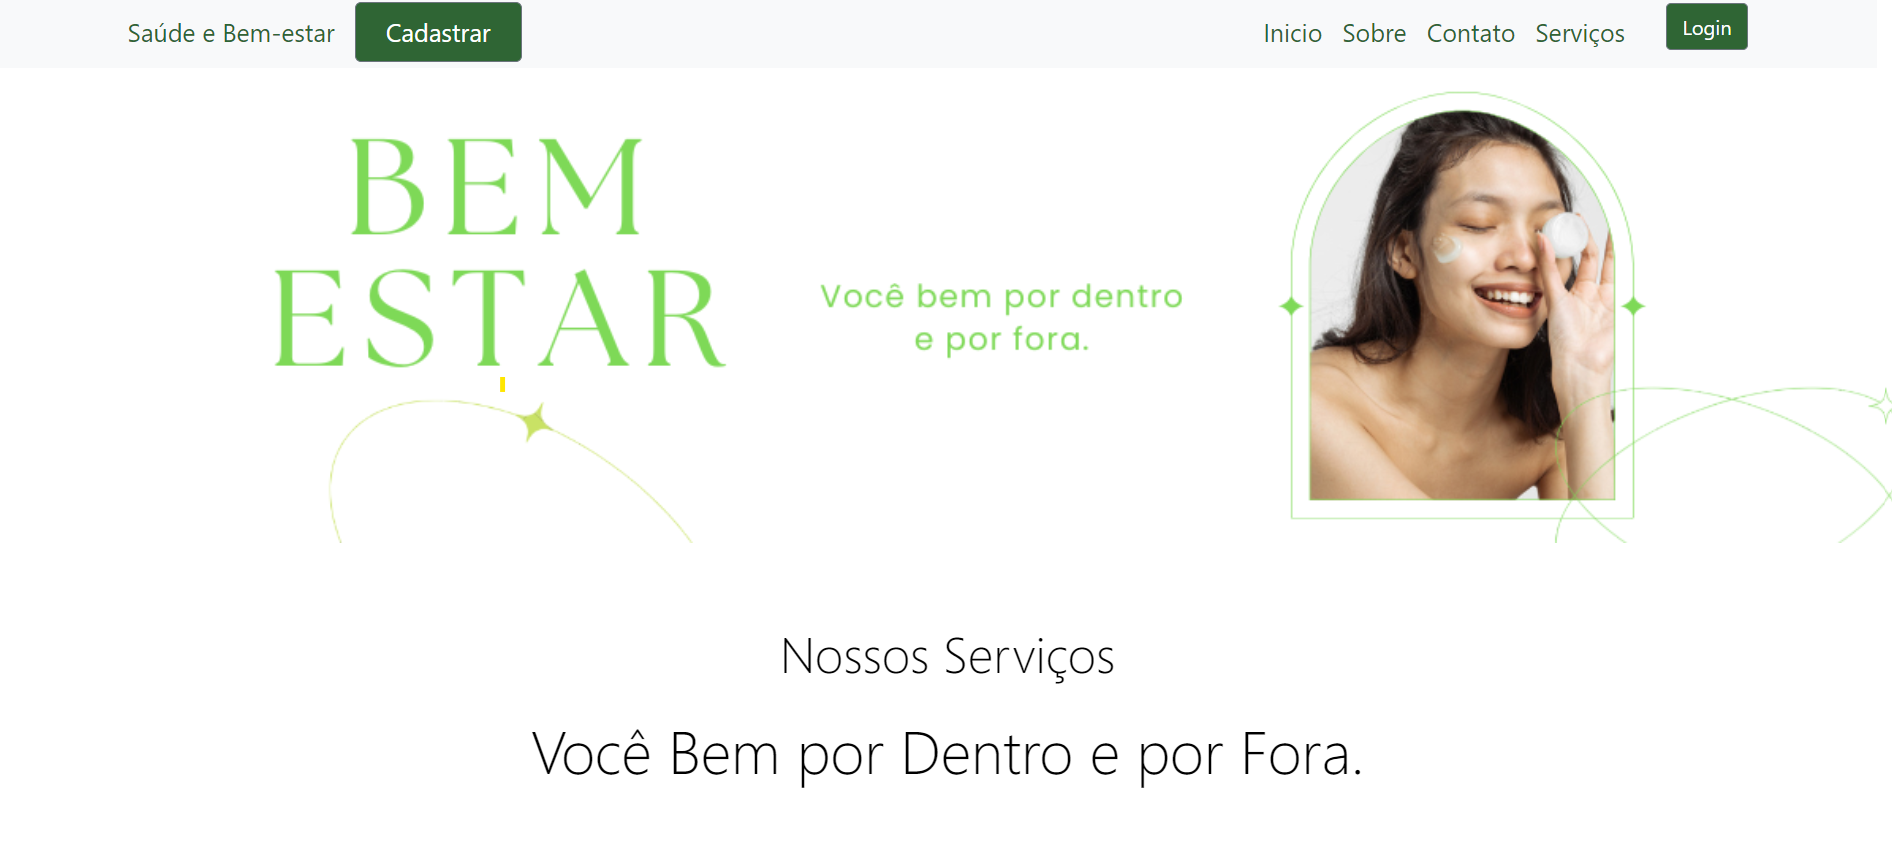 Saúde e Bem-estar Cadastrar Inicio Sobre Contato Serviços Login
BEM
ESTAR
Você bem por dentro
e por fora.
Nossos Serviços
Você Bem por Dentro e por Fora.